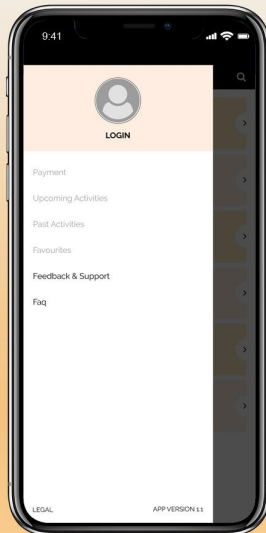 9:41
LOGIN
Payment
Upcoming Activities
Past Activities
Favourites
Feedback & Support
Faq
LEGAL APP VERSION 1.1